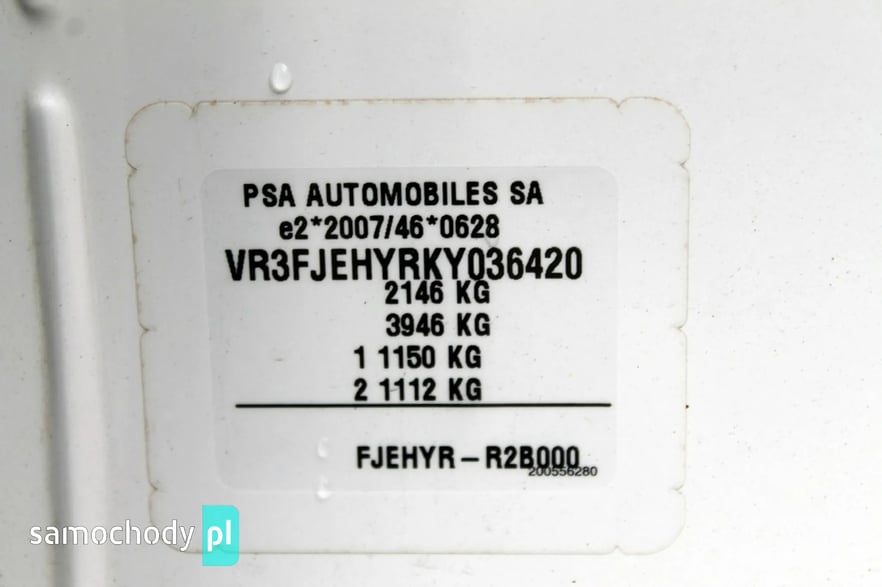 PSA AUTOMOBILES SA
e2*2007/46*0628
VR3FJEHYRKY036420
2146 KG
3946 KG
1 1150 KG
2 1112 KG
FJEHYR – R2B000
200556280
samochody pl